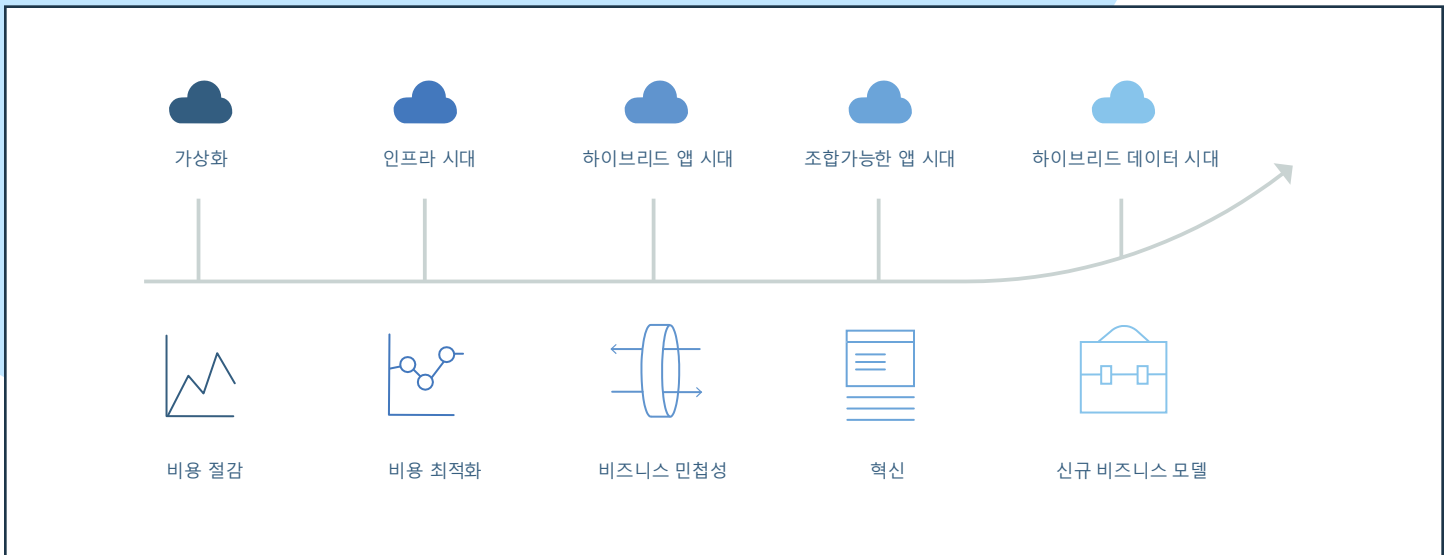 가상화
인프라 시대
하이브리드 앱 시대
조합가능한 앱 시대
하이브리드 데이터 시대
비용 절감
비용 최적화
비즈니스 민첩성
혁신
신규 비즈니스 모델